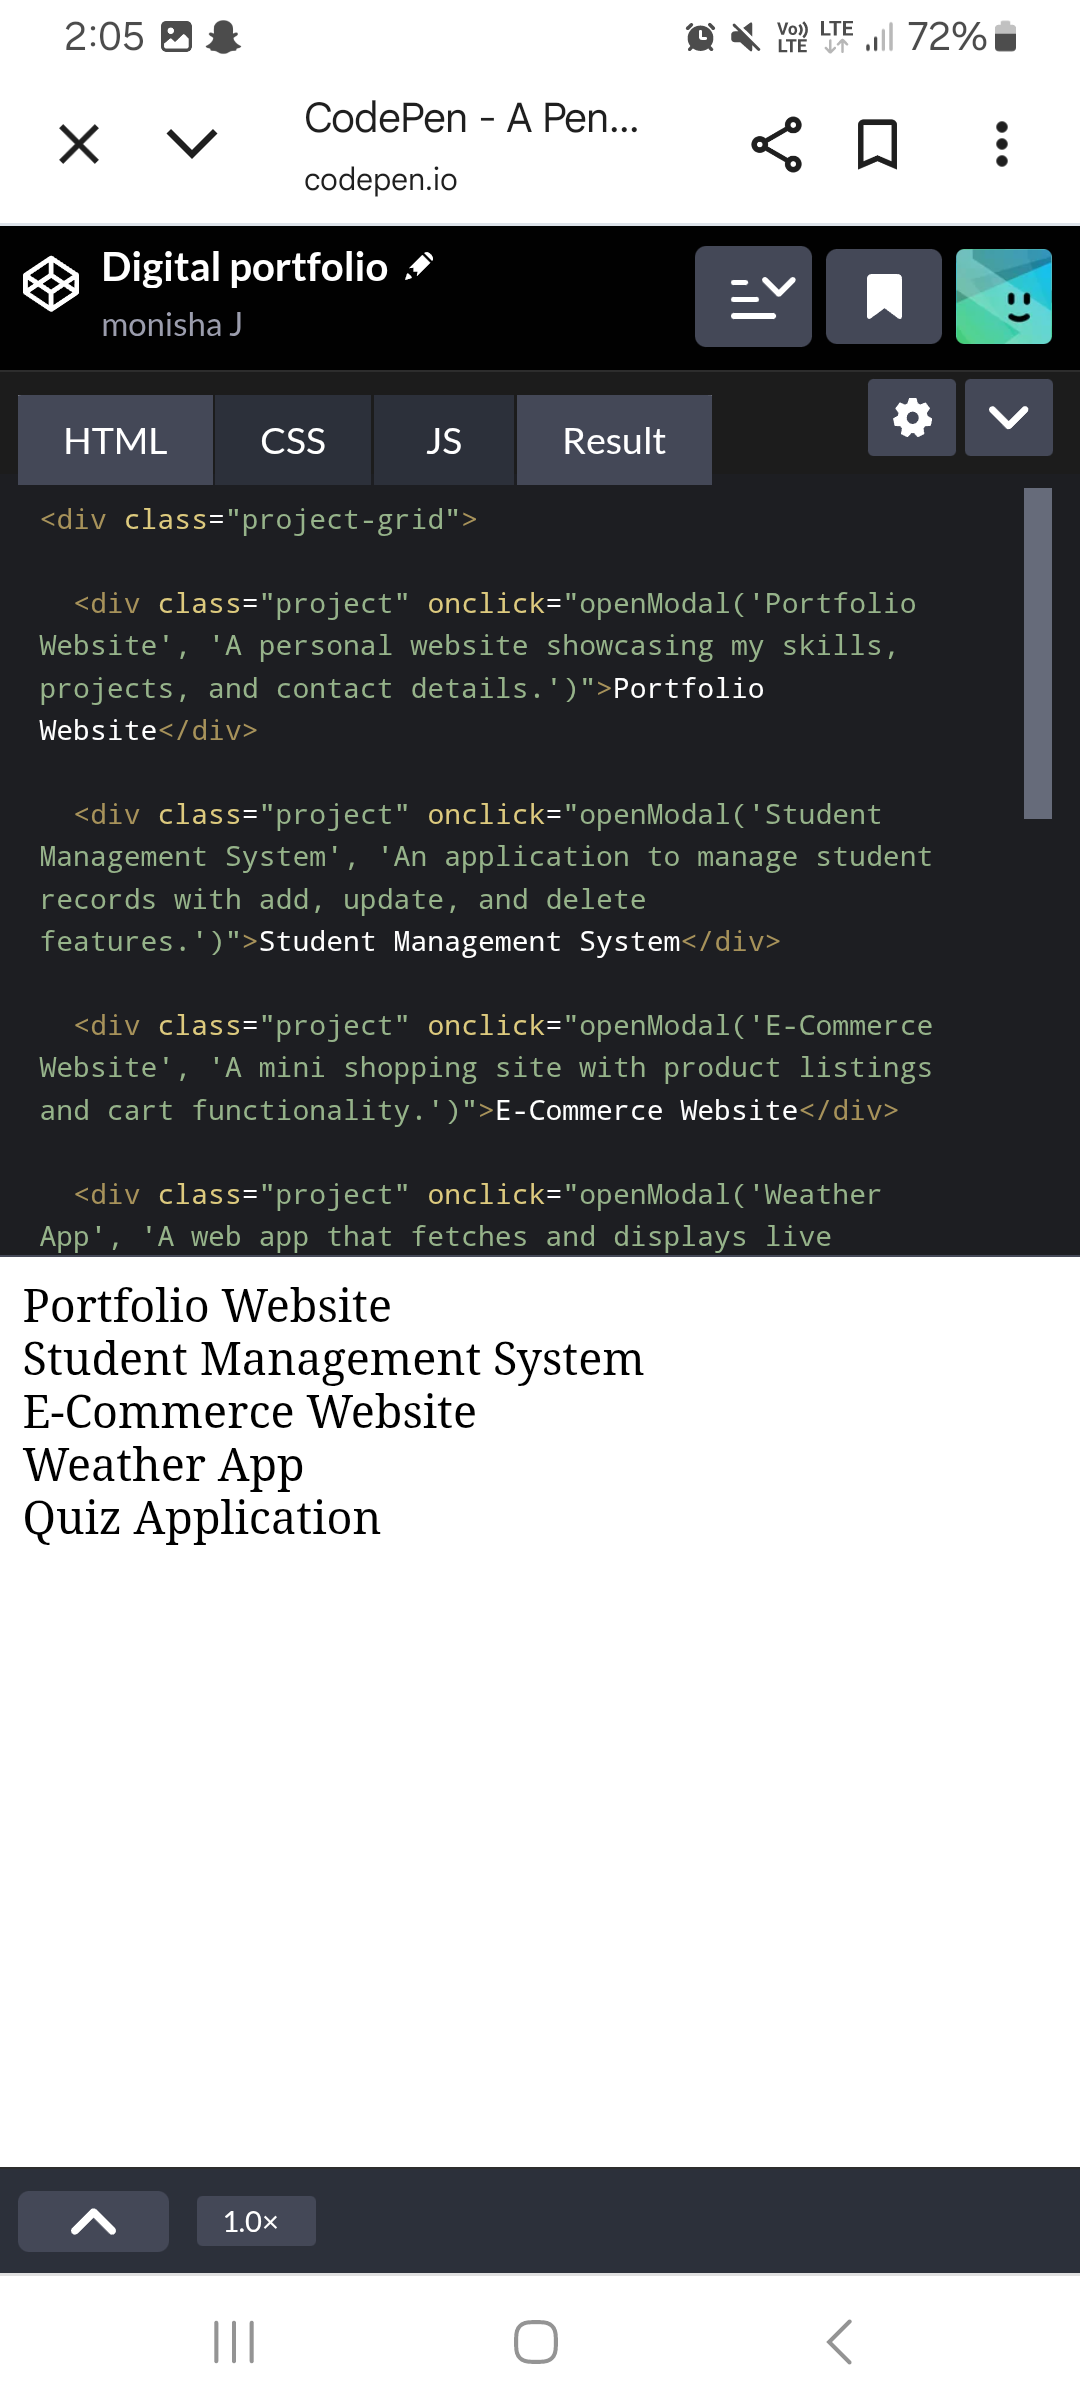 2:05
Vo)) LTE LTE 72%
CodePen - A Pen...
codepen.io
Digital portfolio
monisha J
HTML CSS JS Result
<div class="project-grid">
<div class="project" onclick="openModal('Portfolio
Website', 'A personal website showcasing my skills,
projects, and contact details.')">Portfolio
Website</div>
<div class="project" onclick="openModal('Student
Management System', 'An application to manage student
records with add, update, and delete
features.')">Student Management System</div>
<div class="project" onclick="openModal('E-Commerce
Website', 'A mini shopping site with product listings
and cart functionality.')">E-Commerce Website</div>
<div class="project" onclick="openModal('Weather
App', 'A web app that fetches and displays live
Portfolio Website
Student Management System
E-Commerce Website
Weather App
Quiz Application
1.0×